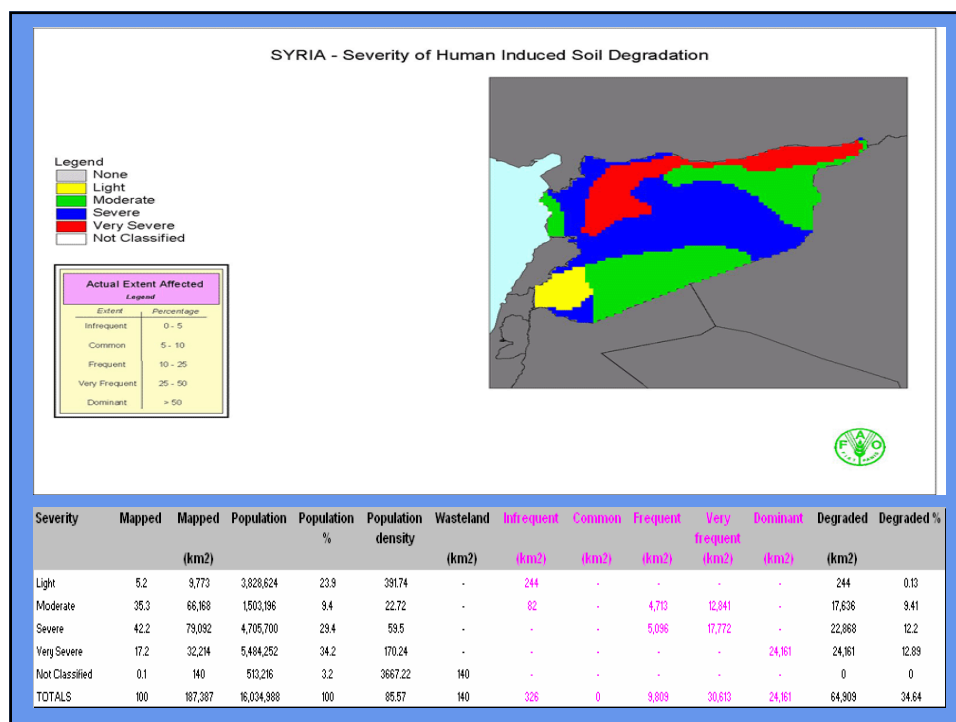 SYRIA - Severity of Human Induced Soil Degradation
Legend
None
Light
Moderate
Severe
Very Severe
Not Classified
Actual Extent Affected
Legend
Extent Percentage
Infrequent 0 - 5
Common 5 - 10
Frequent 10 - 25
Very Frequent 25 - 50
Dominant > 50
F A O
FIAT PANIS
Severity Mapped Mapped Population Population Population Wasteland Infrequent Common Frequent Very Dominant Degraded Degraded %
% density frequent
(km2) (km2) (km2) (km2) (km2) (km2) (km2) (km2)
Light 5.2 9,773 3,828,624 23.9 391.74 - 244 - - - - 244 0.13
Moderate 35.3 66,168 1,503,196 9.4 22.72 - 82 - 4,713 12,841 - 17,636 9.41
Severe 42.2 79,092 4,705,700 29.4 59.5 - - - 5,096 17,772 - 22,868 12.2
Very Severe 17.2 32,214 5,484,252 34.2 170.24 - - - - - 24,161 24,161 12.89
Not Classified 0.1 140 513,216 3.2 3667.22 140 - - - - - 0 0
TOTALS 100 187,387 16,034,988 100 85.57 140 326 0 9,809 30,613 24,161 64,909 34.64